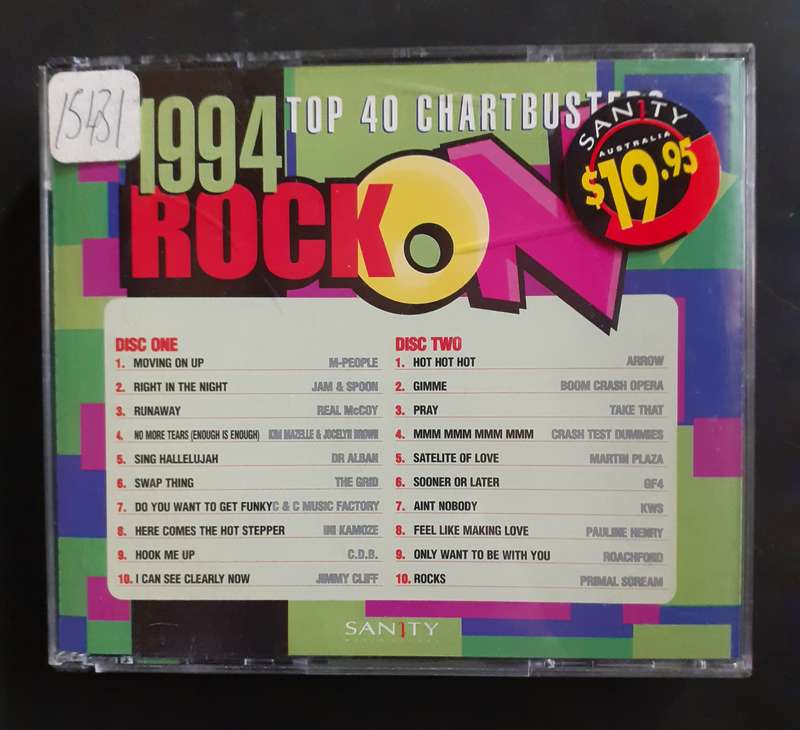 15431
1994
TOP 40 CHARTBUSTERS
SANITY
AUSTRALIA
$19.95
ROCK ON
DISC ONE
1. MOVING ON UP M-PEOPLE
2. RIGHT IN THE NIGHT JAM & SPOON
3. RUNAWAY REAL McCOY
4. NO MORE TEARS (ENOUGH IS ENOUGH) KIM MAZELLE & JOCELYN BROWN
5. SING HALLELUJAH DR ALBAN
6. SWAP THING THE GRID
7. DO YOU WANT TO GET FUNKY C & C MUSIC FACTORY
8. HERE COMES THE HOT STEPPER INI KAMOZE
9. HOOK ME UP C.D.B.
10. I CAN SEE CLEARLY NOW JIMMY CLIFF
DISC TWO
1. HOT HOT HOT ARROW
2. GIMME BOOM CRASH OPERA
3. PRAY TAKE THAT
4. MMM MMM MMM MMM CRASH TEST DUMMIES
5. SATELITE OF LOVE MARTIN PLAZA
6. SOONER OR LATER GF4
7. AINT NOBODY KWS
8. FEEL LIKE MAKING LOVE PAULINE HENRY
9. ONLY WANT TO BE WITH YOU ROACHFORD
10. ROCKS PRIMAL SCREAM
SANITY